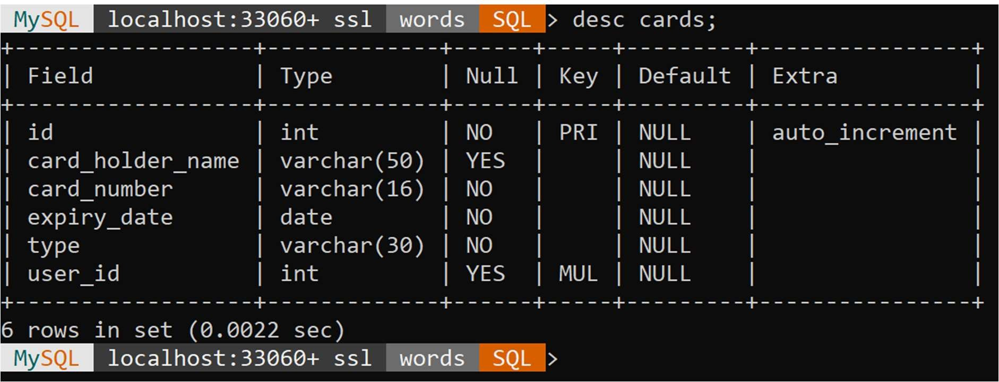 MySQL localhost:33060+ ssl words SQL > desc cards;
+------------------+-------------+------+-----+---------+----------------+
| Field            | Type        | Null | Key | Default | Extra          |
+------------------+-------------+------+-----+---------+----------------+
| id               | int         | NO   | PRI | NULL    | auto_increment |
| card_holder_name | varchar(50) | YES  |     | NULL    |                |
| card_number      | varchar(16) | NO   |     | NULL    |                |
| expiry_date      | date        | NO   |     | NULL    |                |
| type             | varchar(30) | NO   |     | NULL    |                |
| user_id          | int         | YES  | MUL | NULL    |                |
+------------------+-------------+------+-----+---------+----------------+
6 rows in set (0.0022 sec)
MySQL localhost:33060+ ssl words SQL >